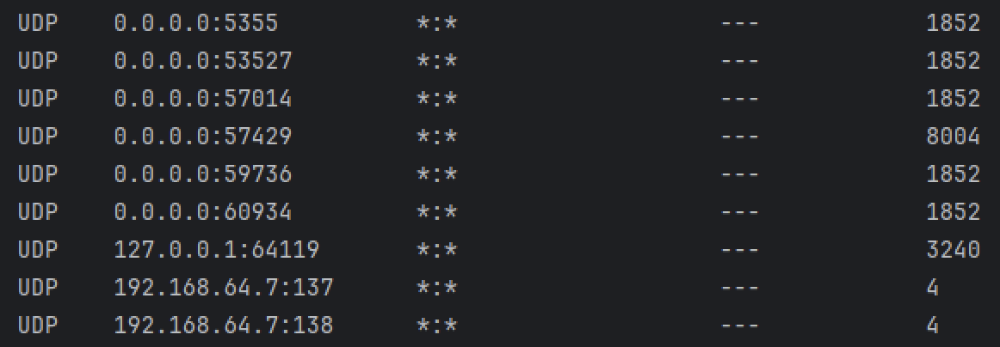 UDP 0.0.0.0:5355 *:* --- 1852
UDP 0.0.0.0:53527 *:* --- 1852
UDP 0.0.0.0:57014 *:* --- 1852
UDP 0.0.0.0:57429 *:* --- 8004
UDP 0.0.0.0:59736 *:* --- 1852
UDP 0.0.0.0:60934 *:* --- 1852
UDP 127.0.0.1:64119 *:* --- 3240
UDP 192.168.64.7:137 *:* --- 4
UDP 192.168.64.7:138 *:* --- 4